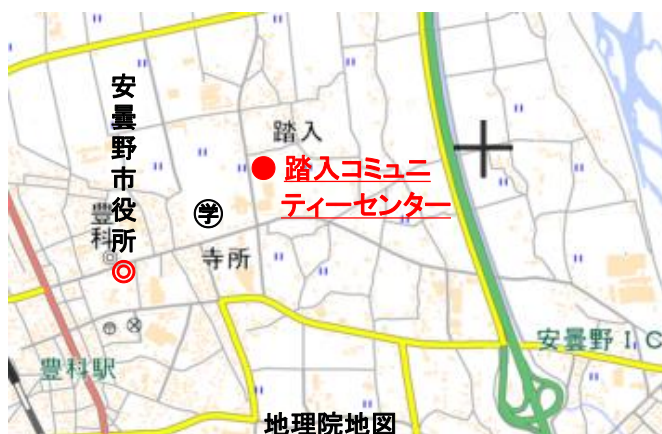 安曇野市役所
踏入
踏入コミュニ
ティーセンター
豊科
学
寺所
安曇野 I.C
豊科駅
地理院地図